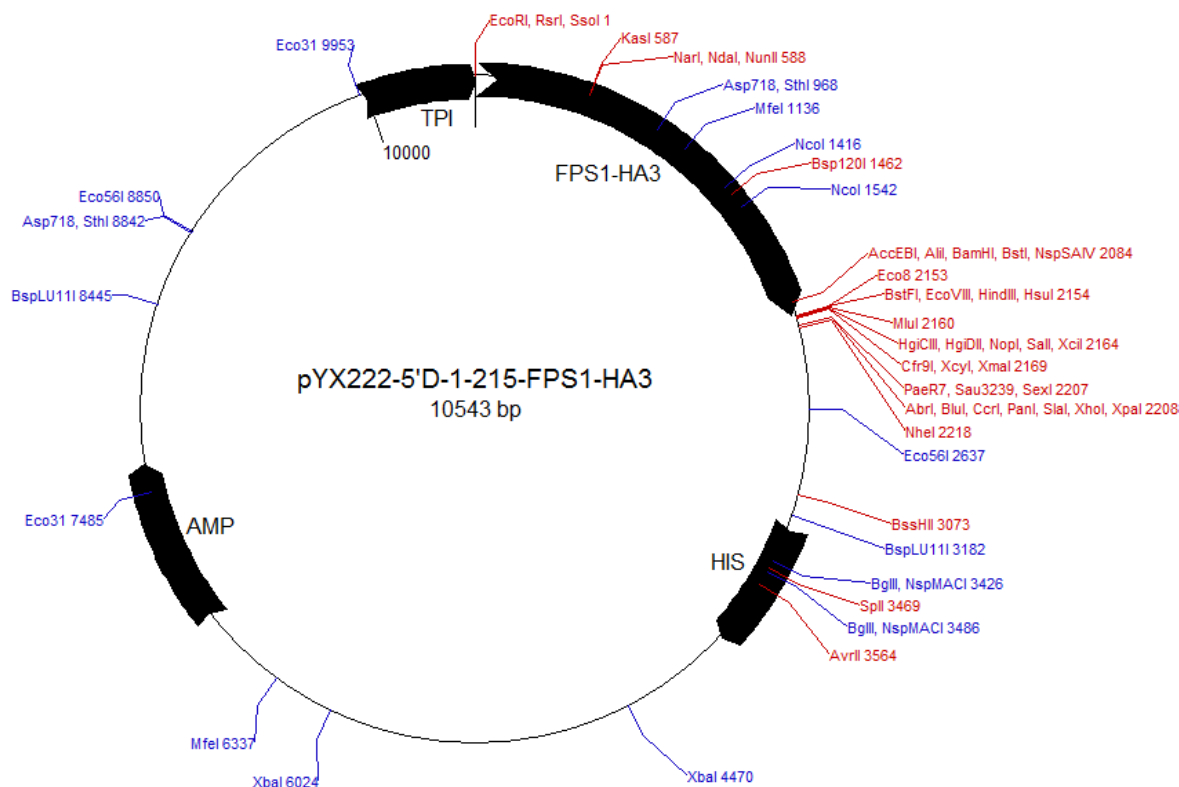 EcoRI, RsrI, SsoI 1
KasI 587
NarI, NdaI, NunII 588
Asp718, SthI 968
MfeI 1136
NcoI 1416
Bsp120I 1462
NcoI 1542
AccEBI, AliI, BamHI, BstI, NspSAIV 2084
Eco8 2153
BstFI, EcoVIII, HindIII, HsuI 2154
MluI 2160
HgiCIII, HgiDII, NopI, SalI, XciI 2164
Cfr9I, XcyI, XmaI 2169
PaeR7, Sau3239, SexI 2207
AbrI, BluI, CcrI, PanI, SlaI, XhoI, XpaI 2208
NheI 2218
Eco56I 2637
BssHII 3073
BspLU11I 3182
BglII, NspMACI 3426
SplI 3469
BglII, NspMACI 3486
AvrII 3564
XbaI 4470
XbaI 6024
MfeI 6337
Eco31 7485
BspLU11I 8445
Asp718, SthI 8842
Eco56I 8850
Eco31 9953
10000
TPI
FPS1-HA3
HIS
AMP
pYX222-5'D-1-215-FPS1-HA3
10543 bp